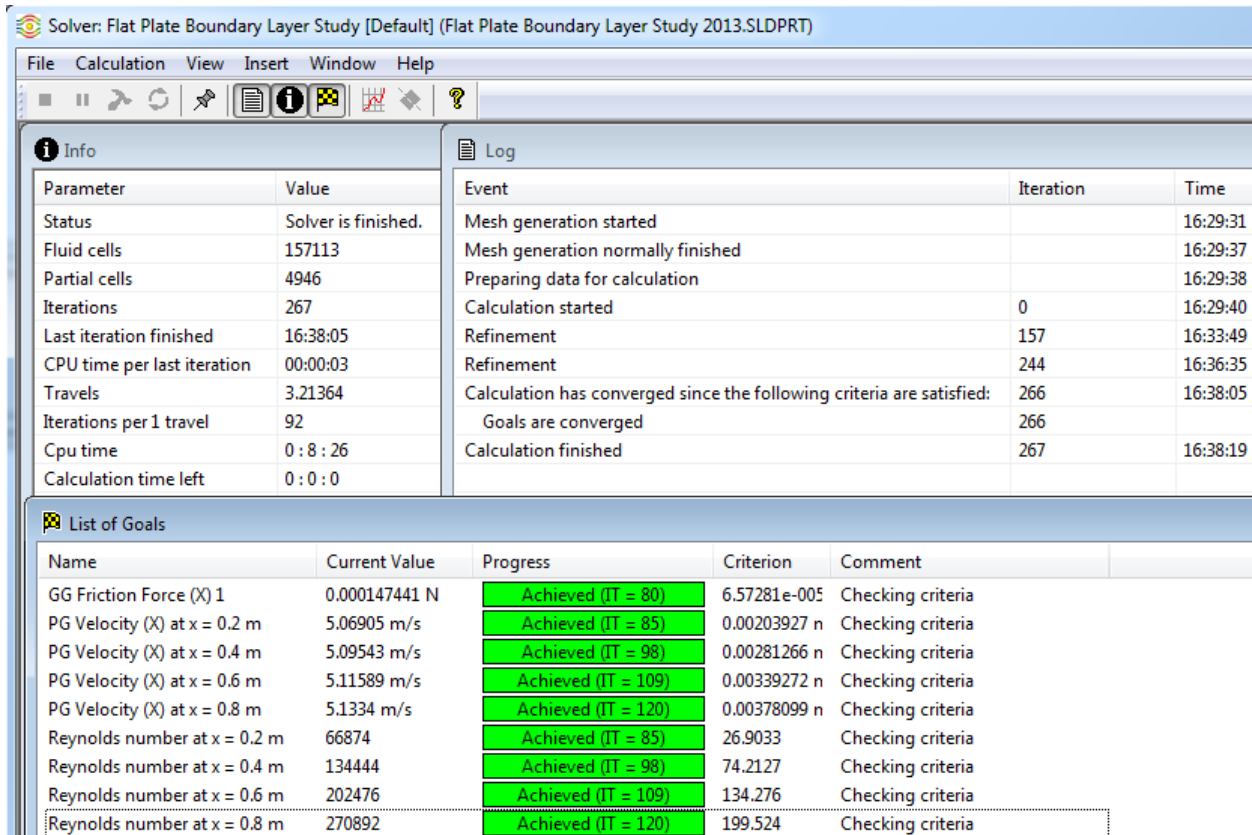 Solver: Flat Plate Boundary Layer Study [Default] (Flat Plate Boundary Layer Study 2013.SLDPRT)
File Calculation View Insert Window Help
Info
Parameter Value
Status Solver is finished.
Fluid cells 157113
Partial cells 4946
Iterations 267
Last iteration finished 16:38:05
CPU time per last iteration 00:00:03
Travels 3.21364
Iterations per 1 travel 92
Cpu time 0 : 8 : 26
Calculation time left 0 : 0 : 0
Log
Event Iteration Time
Mesh generation started 16:29:31
Mesh generation normally finished 16:29:37
Preparing data for calculation 16:29:38
Calculation started 0 16:29:40
Refinement 157 16:33:49
Refinement 244 16:36:35
Calculation has converged since the following criteria are satisfied: 266 16:38:05
Goals are converged 266
Calculation finished 267 16:38:19
List of Goals
Name Current Value Progress Criterion Comment
GG Friction Force (X) 1 0.000147441 N Achieved (IT = 80) 6.57281e-005 Checking criteria
PG Velocity (X) at x = 0.2 m 5.06905 m/s Achieved (IT = 85) 0.00203927 Checking criteria
PG Velocity (X) at x = 0.4 m 5.09543 m/s Achieved (IT = 98) 0.00281266 Checking criteria
PG Velocity (X) at x = 0.6 m 5.11589 m/s Achieved (IT = 109) 0.00339272 Checking criteria
PG Velocity (X) at x = 0.8 m 5.1334 m/s Achieved (IT = 120) 0.00378099 Checking criteria
Reynolds number at x = 0.2 m 66874 Achieved (IT = 85) 26.9033 Checking criteria
Reynolds number at x = 0.4 m 134444 Achieved (IT = 98) 74.2127 Checking criteria
Reynolds number at x = 0.6 m 202476 Achieved (IT = 109) 134.276 Checking criteria
Reynolds number at x = 0.8 m 270892 Achieved (IT = 120) 199.524 Checking criteria